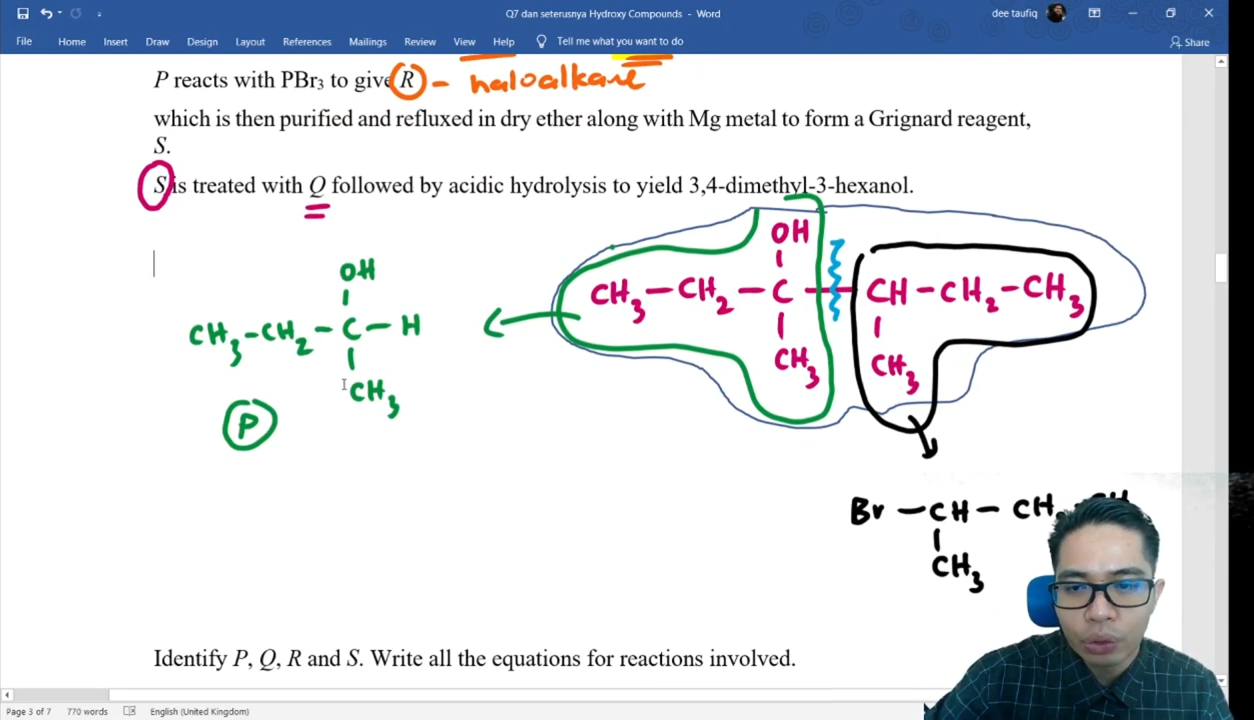 Q7 dan seterusnya Hydroxy Compounds - Word
dee taufiq
File Home Insert Draw Design Layout References Mailings Review View Help Tell me what you want to do Share
P reacts with PBr₃ to give R - haloalkane
which is then purified and refluxed in dry ether along with Mg metal to form a Grignard reagent,
S.
S is treated with Q followed by acidic hydrolysis to yield 3,4-dimethyl-3-hexanol.
OH
CH₃-CH₂-C-CH-CH₂-CH₃
CH₃ CH₃
OH
CH₃-CH₂-C-H
CH₃
P
Br-CH-CH
CH₃
Identify P, Q, R and S. Write all the equations for reactions involved.
Page 3 of 7 770 words English (United Kingdom)